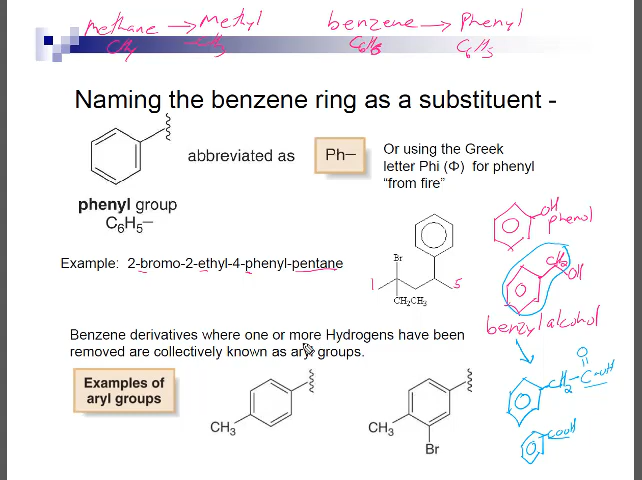 methane → Methyl
benzene → Phenyl
CH4
-CH3
C6H6
C6H5
Naming the benzene ring as a substituent -
abbreviated as
Ph–
Or using the Greek
letter Phi (Φ) for phenyl
“from fire”
phenyl group
C6H5–
OH
phenol
Example: 2-bromo-2-ethyl-4-phenyl-pentane
Br
1
5
CH2CH3
CH2
OH
benzyl alcohol
Benzene derivatives where one or more Hydrogens have been
removed are collectively known as aryl groups.
Examples of
aryl groups
CH3
CH3
Br
O
CH2-C
COOH